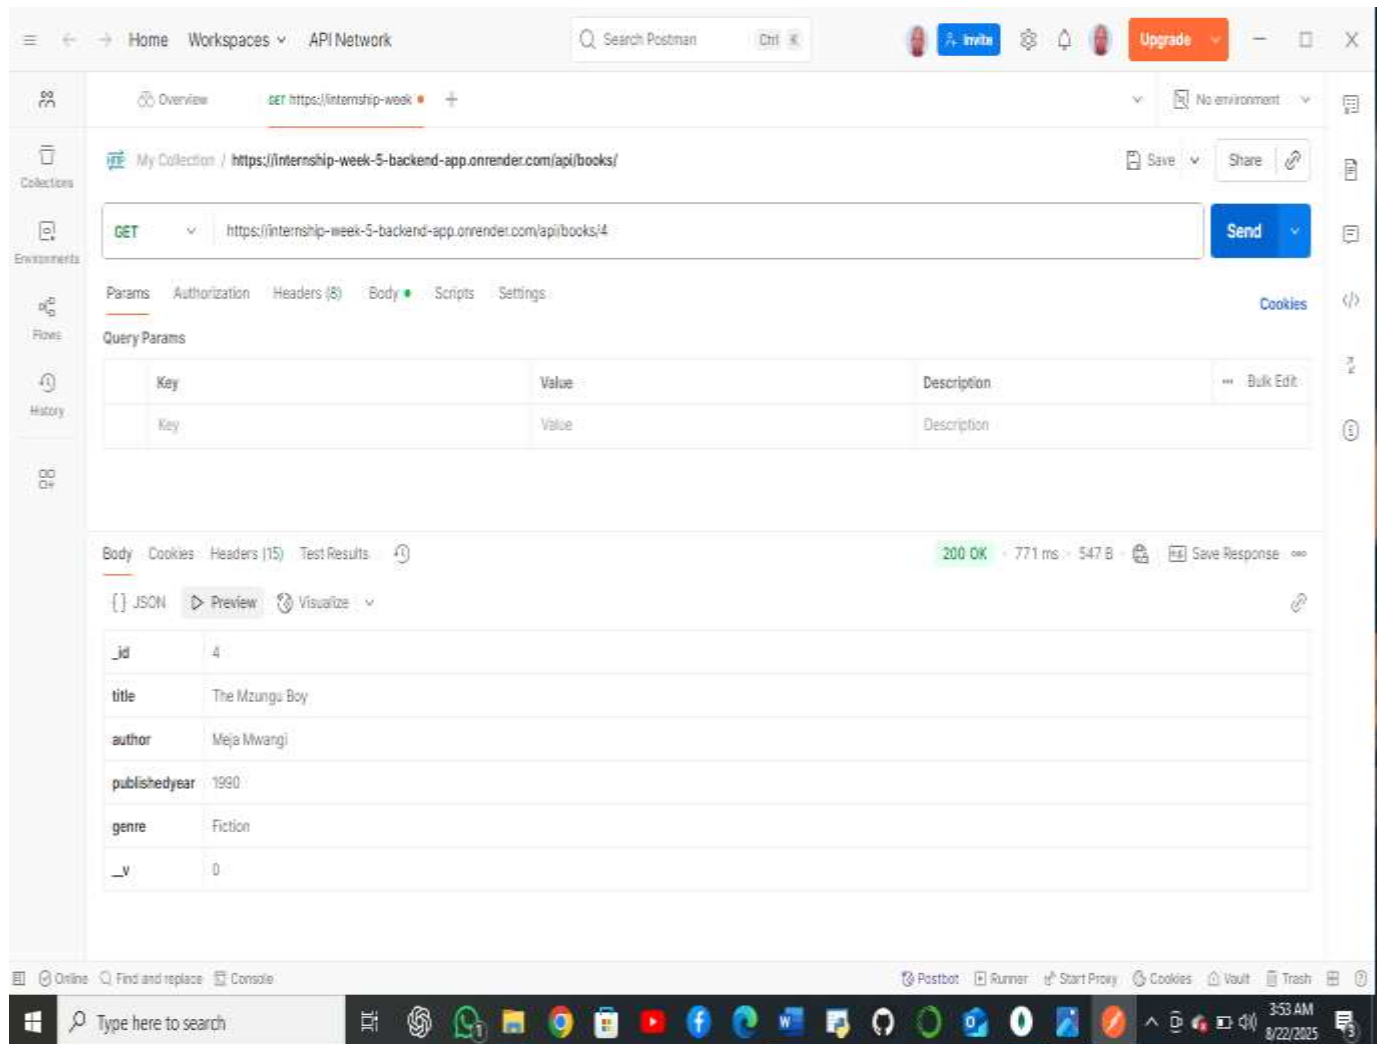 Home Workspaces API Network Search Postman Ctrl K Invite Upgrade
Overview GET https://internship-week No environment
My Collection / https://internship-week-5-backend-app.onrender.com/api/books/ Save Share
Collections
GET https://internship-week-5-backend-app.onrender.com/api/books/4 Send
Environments
Params Authorization Headers (8) Body Scripts Settings Cookies
Flows
Query Params
Key Value Description Bulk Edit
History
Key Value Description
Body Cookies Headers (15) Test Results 200 OK 771 ms 547 B Save Response
{} JSON Preview Visualize
_id 4
title The Mzungu Boy
author Meja Mwangi
publishedyear 1990
genre Fiction
__v 0
Online Find and replace Console Postbot Runner Start Proxy Cookies Vault Trash
Type here to search 3:53 AM
8/22/2025